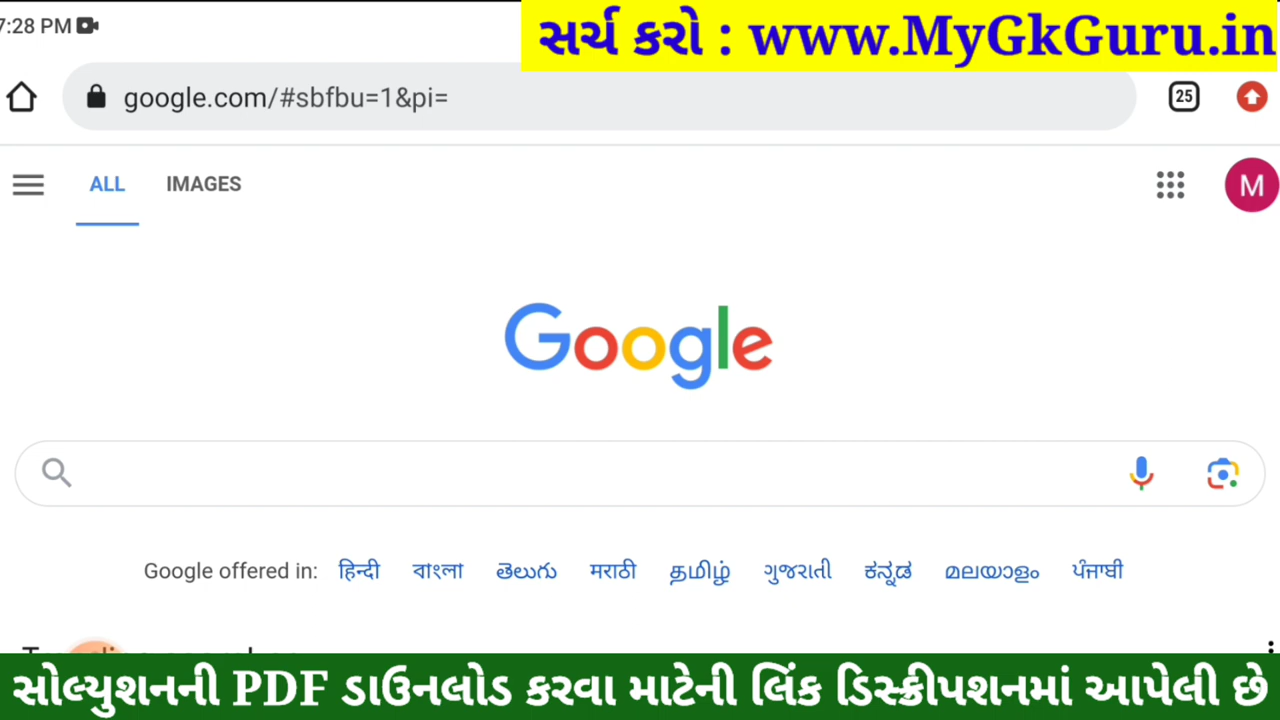 7:28 PM
સર્ચ કરો : www.MyGkGuru.in
google.com/#sbfbu=1&pi=
25
ALL IMAGES
M
Google
Google offered in: हिन्दी বাংলা తెలుగు मराठी தமிழ் ગુજરાતી ಕನ್ನಡ മലയാളം ਪੰਜਾਬੀ
સોલ્યુશનની PDF ડાઉનલોડ કરવા માટેની લિંક ડિસ્ક્રીપશનમાં આપેલી છે